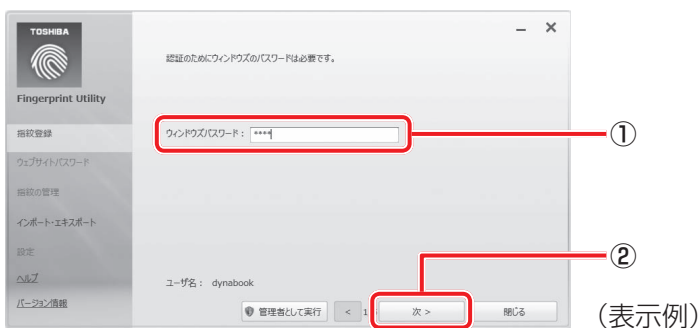 TOSHIBA
Fingerprint Utility
指紋登録
ウェブサイトパスワード
指紋の管理
インポート・エキスポート
設定
ヘルプ
バージョン情報
認証のためにウィンドウズのパスワードは必要です。
ウィンドウズパスワード： ****
①
②
ユーザ名： dynabook
管理者として実行 < 1 次 > 閉じる
（表示例）